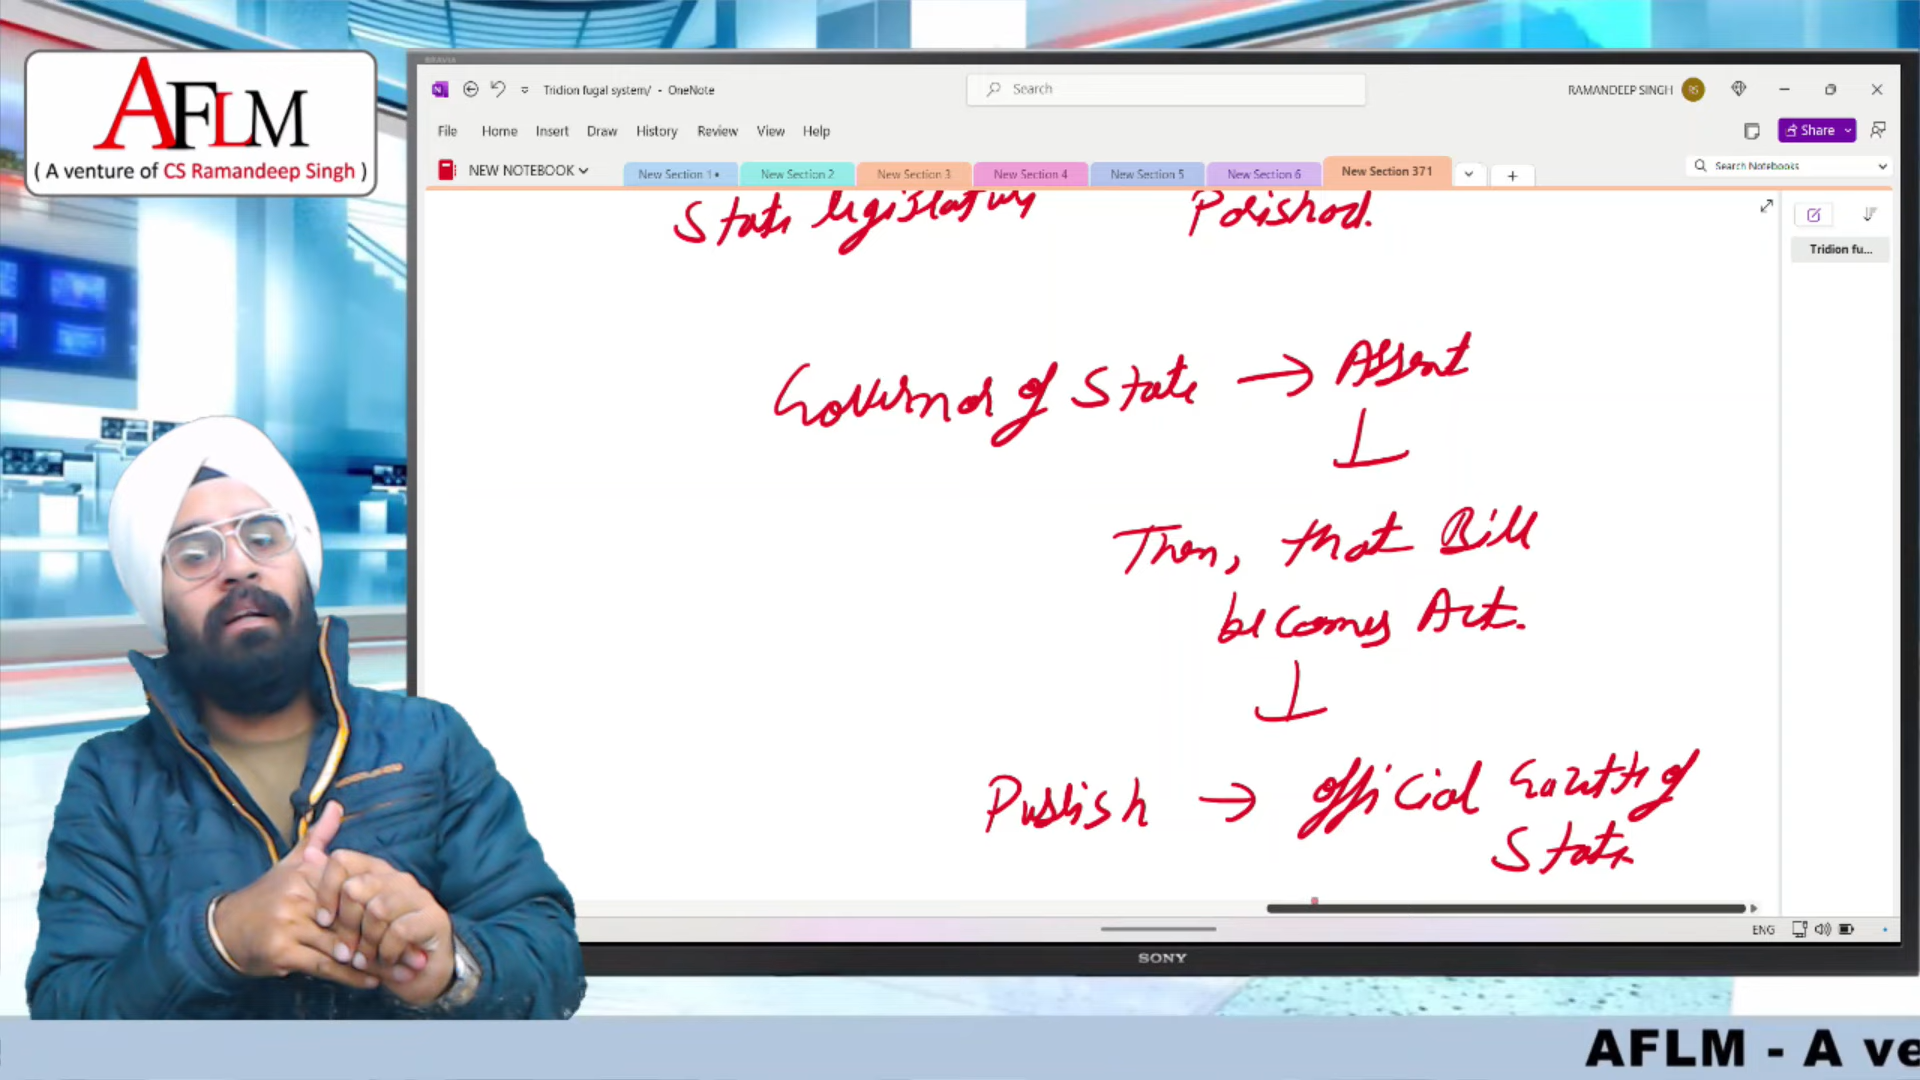 AFLM
( A venture of CS Ramandeep Singh )
BRAVIA
Tridion fugal system/ - OneNote
Search
RAMANDEEP SINGH
RS
File Home Insert Draw History Review View Help
Share
NEW NOTEBOOK
New Section 1
New Section 2
New Section 3
New Section 4
New Section 5
New Section 6
New Section 371
Search Notebooks
Tridion fu...
State legislature Polished.
Governor of State → Assent
Then, that Bill
becomes Act.
Publish → Official Gazette of
State
ENG
SONY
AFLM - A ve